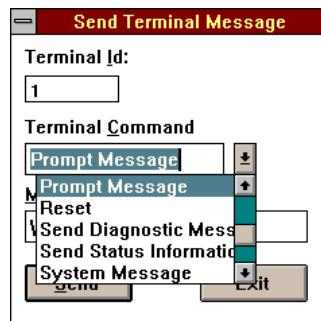 Send Terminal Message
Terminal Id:
1
Terminal Command
Prompt Message
Prompt Message
Reset
Send Diagnostic Mess
Send Status Informatio
System Message
Send
Exit